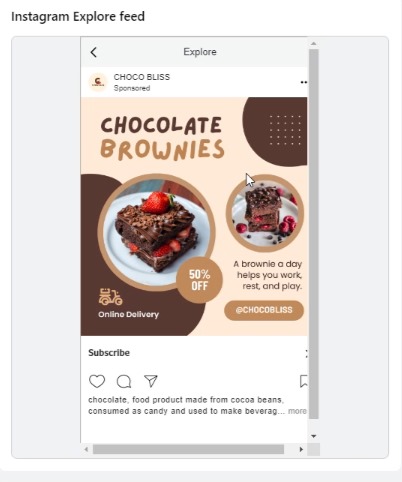 Instagram Explore feed
Explore
CHOCO BLISS
Sponsored
CHOCOLATE
BROWNIES
50%
OFF
A brownie a day
helps you work,
rest, and play.
@CHOCOBLISS
Online Delivery
Subscribe
chocolate, food product made from cocoa beans,
consumed as candy and used to make beverag... more